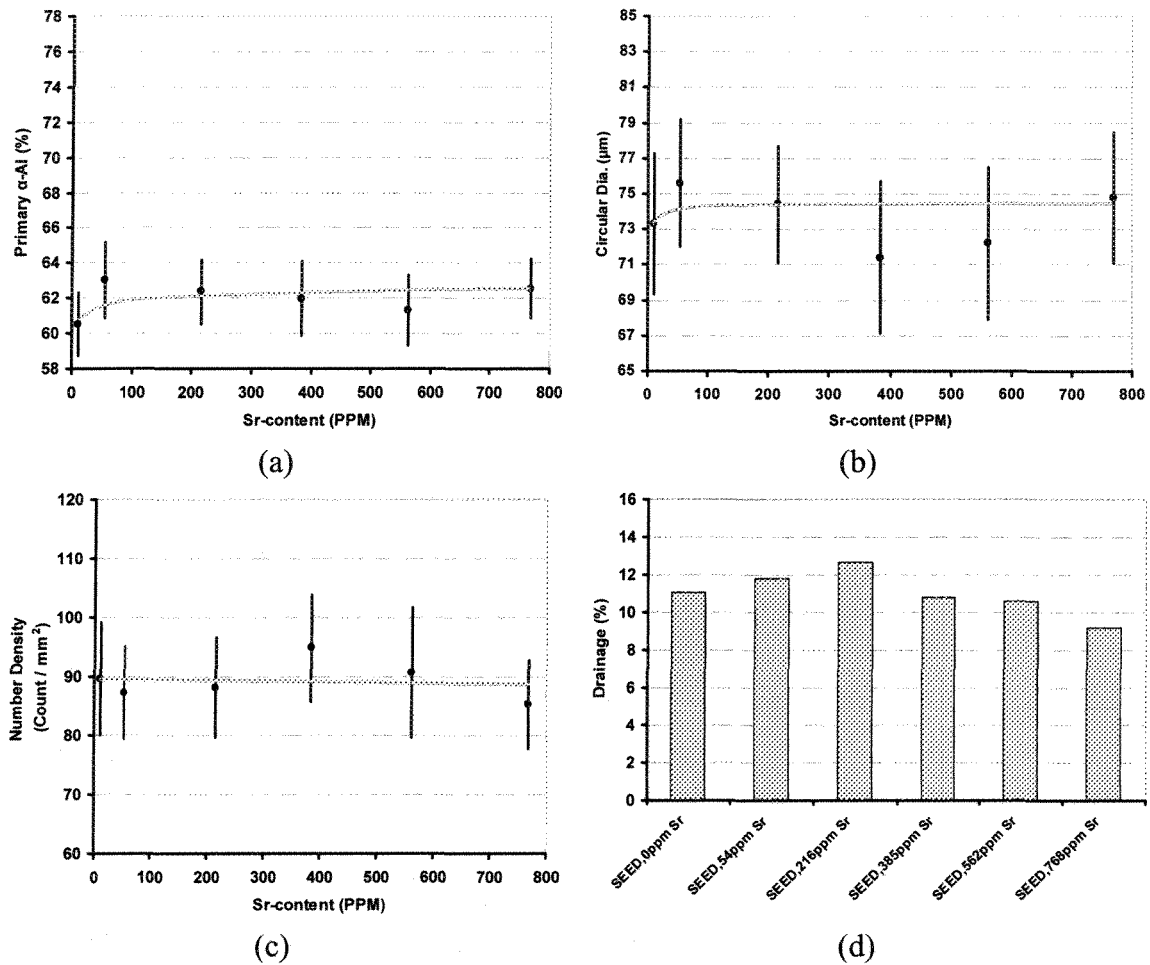 78
76
74
72
70
68
66
64
62
60
58
Primary α-Al (%)
0 100 200 300 400 500 600 700 800
Sr-content (PPM)
(a)
85
83
81
79
77
75
73
71
69
67
65
Circular Dia. (µm)
0 100 200 300 400 500 600 700 800
Sr-content (PPM)
(b)
120
110
100
90
80
70
60
Number Density
(Count / mm²)
0 100 200 300 400 500 600 700 800
Sr-content (PPM)
(c)
16
14
12
10
8
6
4
2
0
Drainage (%)
SEED,0ppm Sr
SEED,54ppm Sr
SEED,216ppm Sr
SEED,385ppm Sr
SEED,562ppm Sr
SEED,768ppm Sr
(d)